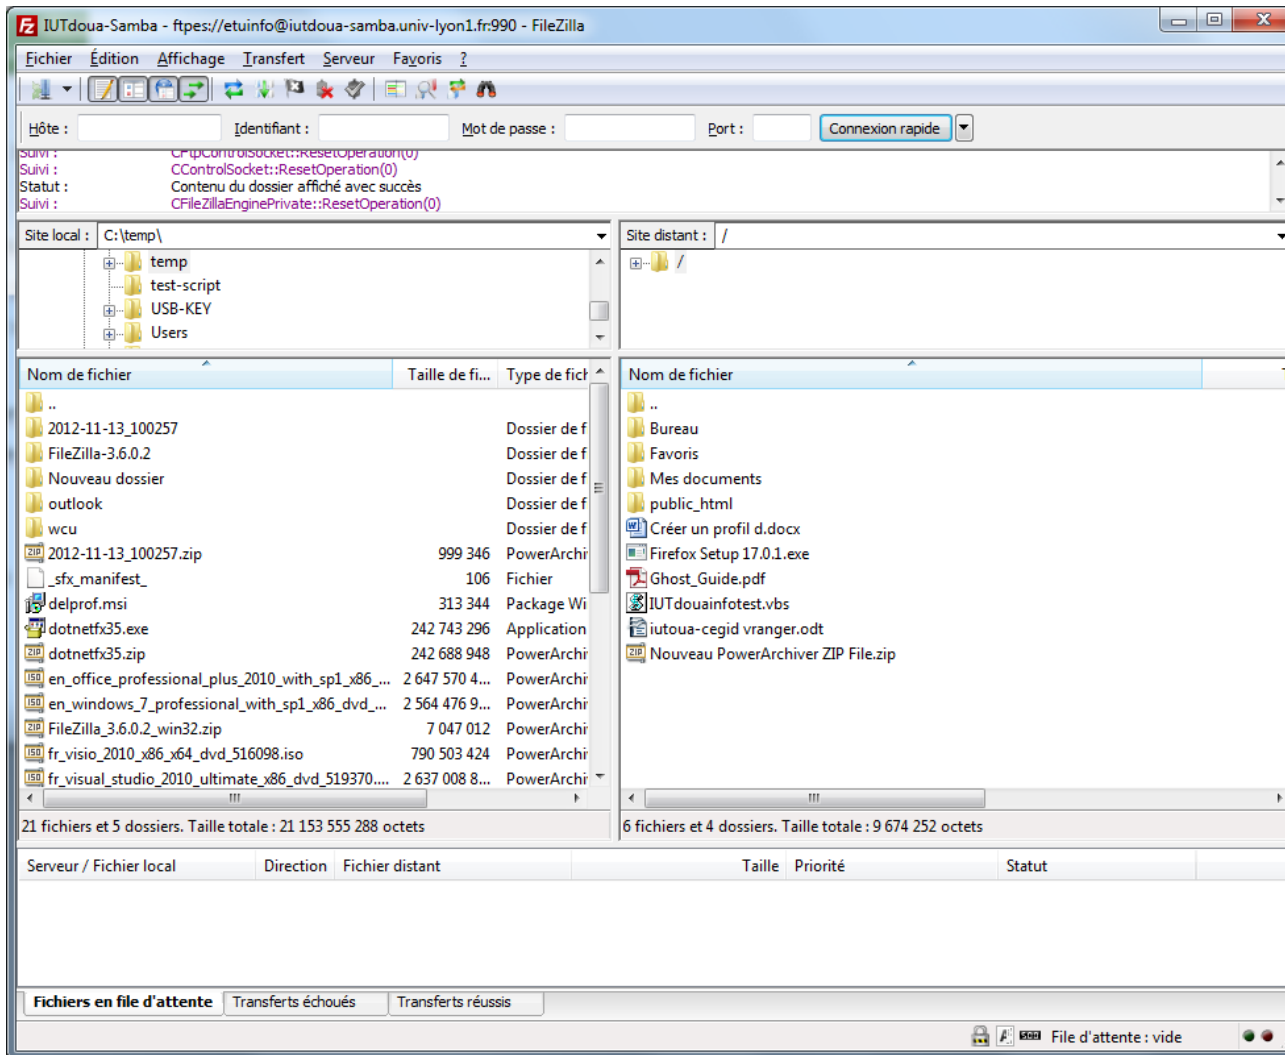 IUTdoua-Samba - ftpes://etuinfo@iutdoua-samba.univ-lyon1.fr:990 - FileZilla
Fichier Édition Affichage Transfert Serveur Favoris ?
Hôte : Identifiant : Mot de passe : Port : Connexion rapide
Suivi : CFtpControlSocket::ResetOperation(0)
Suivi : CControlSocket::ResetOperation(0)
Statut : Contenu du dossier affiché avec succès
Suivi : CFileZillaEnginePrivate::ResetOperation(0)
Site local : C:\temp\
temp
test-script
USB-KEY
Users
Site distant : /
/
Nom de fichier Taille de fi... Type de fich
..
2012-11-13_100257 Dossier de f
FileZilla-3.6.0.2 Dossier de f
Nouveau dossier Dossier de f
outlook Dossier de f
wcu Dossier de f
2012-11-13_100257.zip 999 346 PowerArchi
_sfx_manifest_ 106 Fichier
delprof.msi 313 344 Package Wi
dotnetfx35.exe 242 743 296 Application
dotnetfx35.zip 242 688 948 PowerArchi
en_office_professional_plus_2010_with_sp1_x86_... 2 647 570 4... PowerArchi
en_windows_7_professional_with_sp1_x86_dvd_... 2 564 476 9... PowerArchi
FileZilla_3.6.0.2_win32.zip 7 047 012 PowerArchi
fr_visio_2010_x86_x64_dvd_516098.iso 790 503 424 PowerArchi
fr_visual_studio_2010_ultimate_x86_dvd_519370.... 2 637 008 8... PowerArchi
21 fichiers et 5 dossiers. Taille totale : 21 153 555 288 octets
Nom de fichier
..
Bureau
Favoris
Mes documents
public_html
Créer un profil d.docx
Firefox Setup 17.0.1.exe
Ghost_Guide.pdf
IUTdouainfotest.vbs
iutoua-cegid vranger.odt
Nouveau PowerArchiver ZIP File.zip
6 fichiers et 4 dossiers. Taille totale : 9 674 252 octets
Serveur / Fichier local Direction Fichier distant Taille Priorité Statut
Fichiers en file d'attente Transferts échoués Transferts réussis
File d'attente : vide